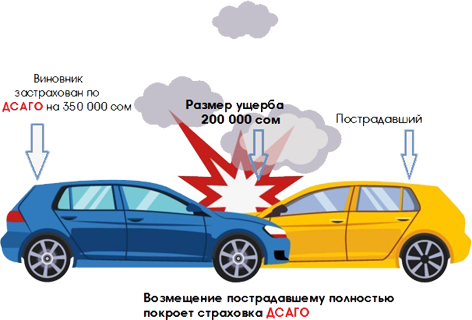 Виновник
застрахован по
ДСАГО на 350 000 сом
Размер ущерба
200 000 сом
Пострадавший
Возмещение пострадавшему полностью
покроет страховка ДСАГО